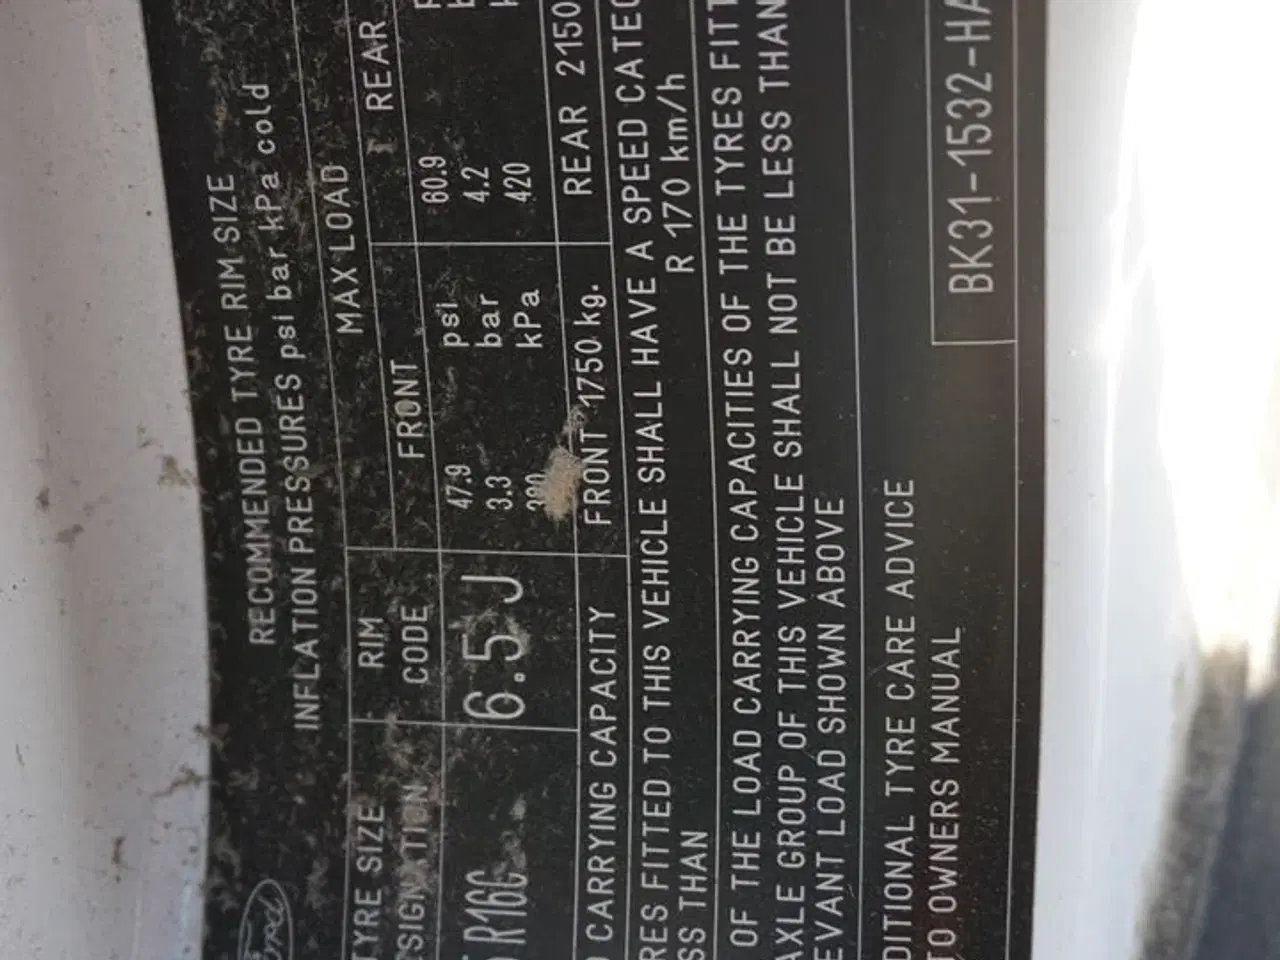 Ford
RECOMMENDED TYRE RIM SIZE
INFLATION PRESSURES psi bar kPa cold
MAX LOAD
TYRE SIZE RIM FRONT REAR
ESIGNATION CODE
R16C 6.5J 47.9 psi 60.9
3.3 bar 4.2
kPa 420
CARRYING CAPACITY FRONT 1750 kg. REAR 2150
RES FITTED TO THIS VEHICLE SHALL HAVE A SPEED CATEG
SS THAN R 170 km/h
OF THE LOAD CARRYING CAPACITIES OF THE TYRES FITT
AXLE GROUP OF THIS VEHICLE SHALL NOT BE LESS THAN
EVANT LOAD SHOWN ABOVE
DITIONAL TYRE CARE ADVICE
TO OWNERS MANUAL
BK31-1532-HA